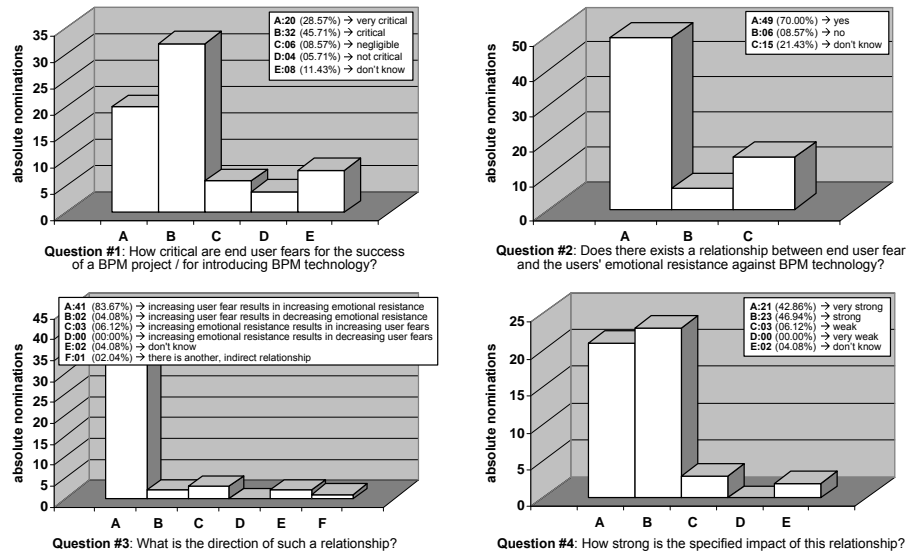 A:20 (28.57%) → very critical
B:32 (45.71%) → critical
C:06 (08.57%) → negligible
D:04 (05.71%) → not critical
E:08 (11.43%) → don't know
absolute nominations
35
30
25
20
15
10
5
0
A B C D E
Question #1: How critical are end user fears for the success
of a BPM project / for introducing BPM technology?
A:49 (70.00%) → yes
B:06 (08.57%) → no
C:15 (21.43%) → don't know
absolute nominations
50
40
30
20
10
0
A B C
Question #2: Does there exists a relationship between end user fear
and the users' emotional resistance against BPM technology?
A:41 (83.67%) → increasing user fear results in increasing emotional resistance
B:02 (04.08%) → increasing user fear results in decreasing emotional resistance
C:03 (06.12%) → increasing emotional resistance results in increasing user fears
D:00 (00:00%) → increasing emotional resistance results in decreasing user fears
E:02 (04.08%) → don't know
F:01 (02.04%) → there is another, indirect relationship
absolute nominations
45
40
35
30
25
20
15
10
5
0
A B C D E F
Question #3: What is the direction of such a relationship?
A:21 (42.86%) → very strong
B:23 (46.94%) → strong
C:03 (06.12%) → weak
D:00 (00.00%) → very weak
E:02 (04.08%) → don't know
absolute nominations
25
20
15
10
5
0
A B C D E
Question #4: How strong is the specified impact of this relationship?